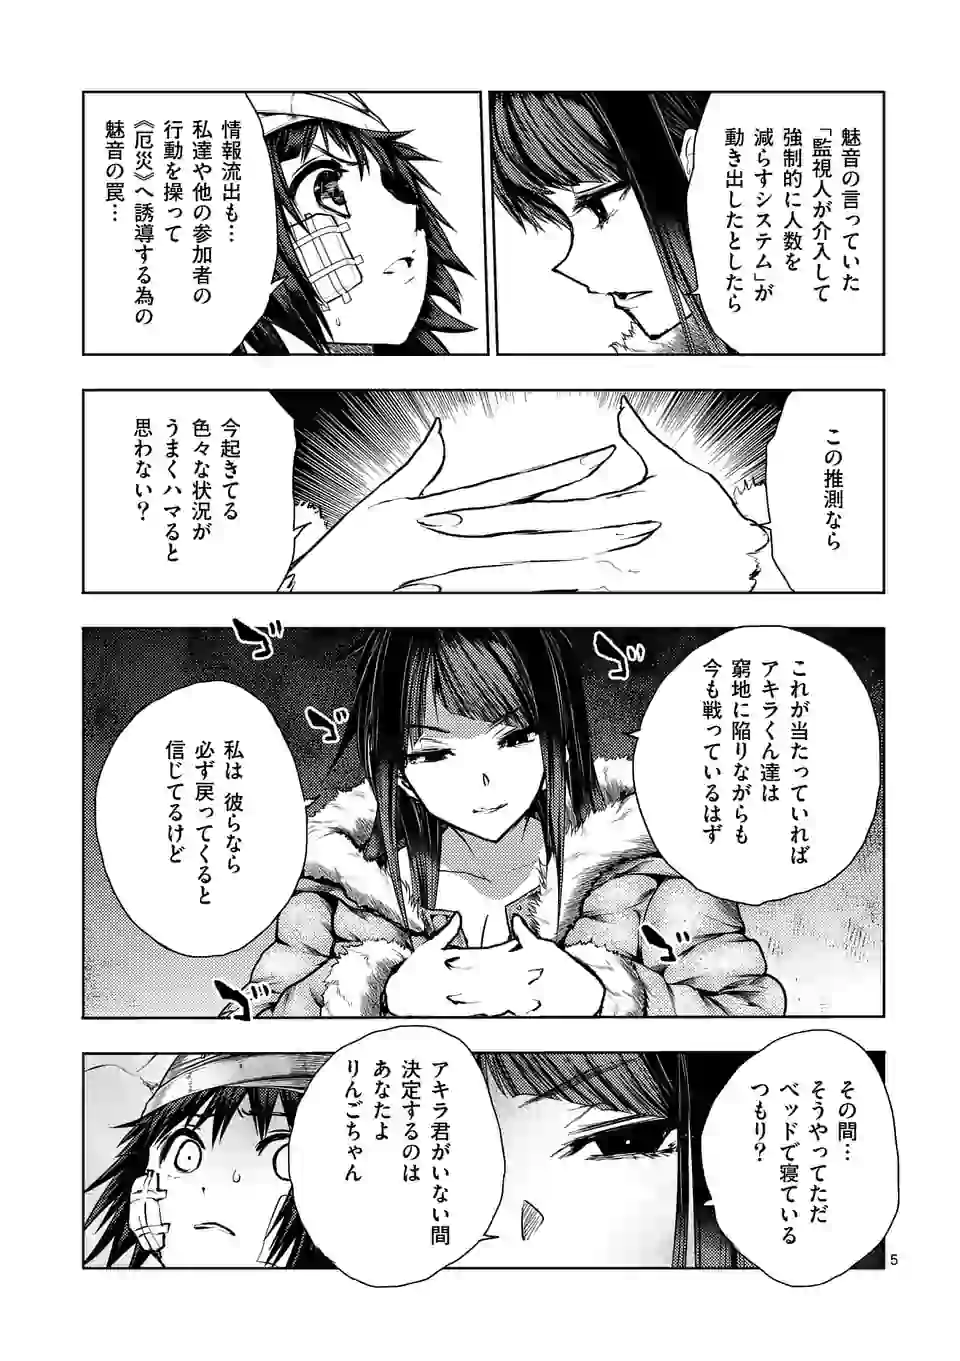 魅音の言っていた
「監視人が介入して
強制的に人数を
減らすシステム」が
動き出したとしたら
情報流出も…
私達や他の参加者の
行動を操って
《厄災》へ誘導する為の
魅音の罠…
この推測なら
今起きてる
色々な状況が
うまくハマると
思わない？
これが当たっていれば
アキラくん達は
窮地に陥りながらも
今も戦っているはず
私は 彼らなら
必ず戻ってくると
信じてるけど
その間…
そうやってただ
ベッドで寝ている
つもり？
アキラ君がいない間
決定するのは
あなたよ
りんごちゃん
5